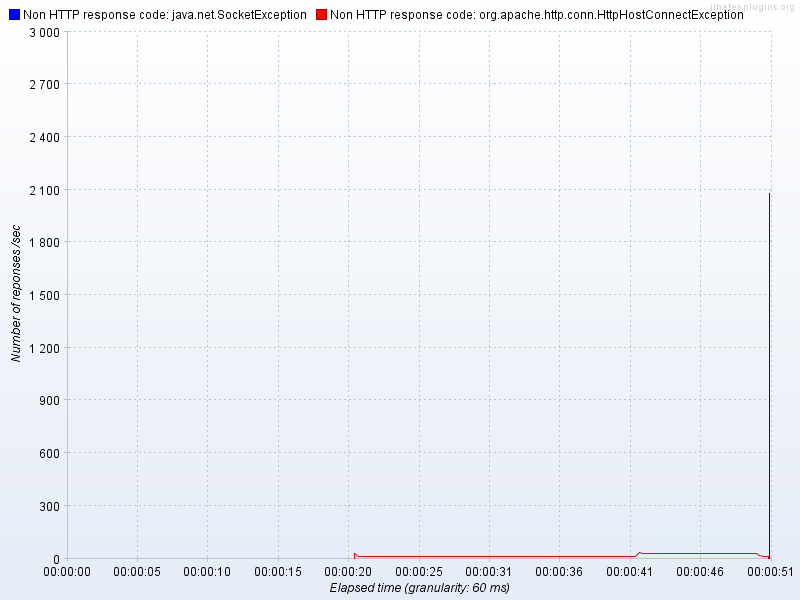 jmeter-plugins.org
Non HTTP response code: java.net.SocketException Non HTTP response code: org.apache.http.conn.HttpHostConnectException
3 000
2 700
2 400
2 100
1 800
1 500
1 200
900
600
300
0
Number of reponses /sec
00:00:00 00:00:05 00:00:10 00:00:15 00:00:20 00:00:25 00:00:31 00:00:36 00:00:41 00:00:46 00:00:51
Elapsed time (granularity: 60 ms)